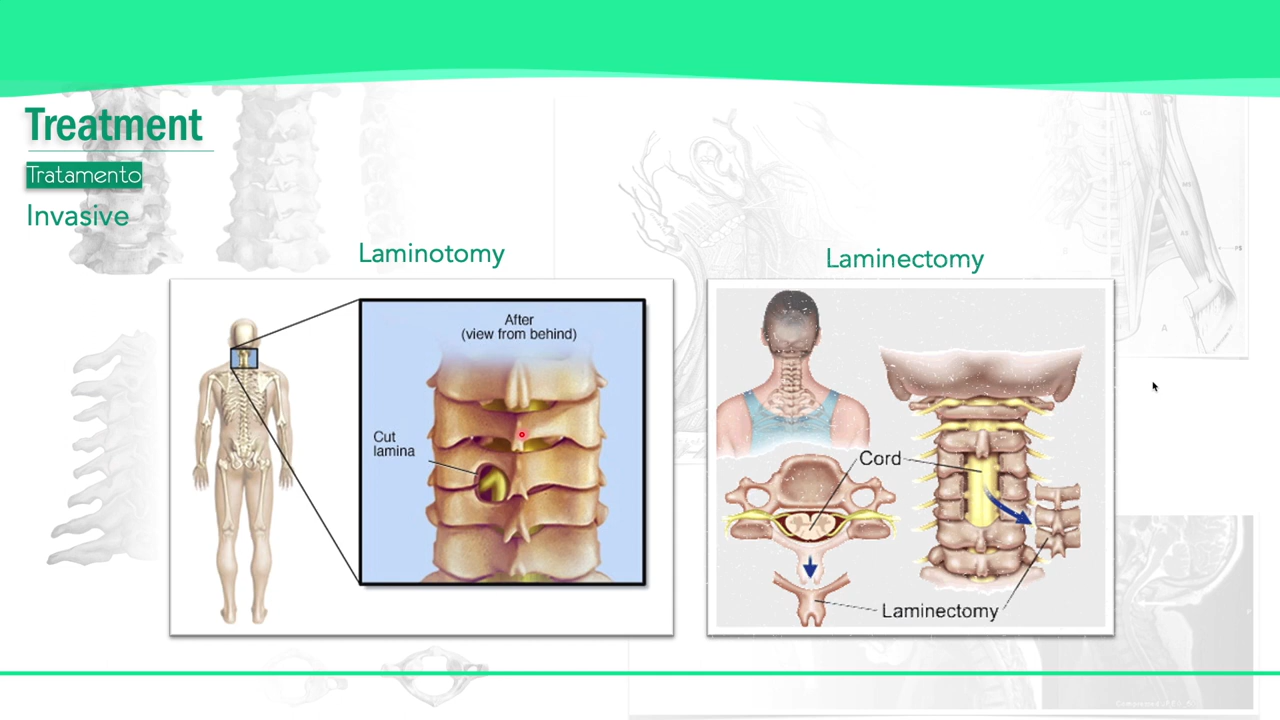 Treatment
Tratamento
Invasive
Laminotomy
After
(view from behind)
Cut
lamina
Laminectomy
Cord
Laminectomy